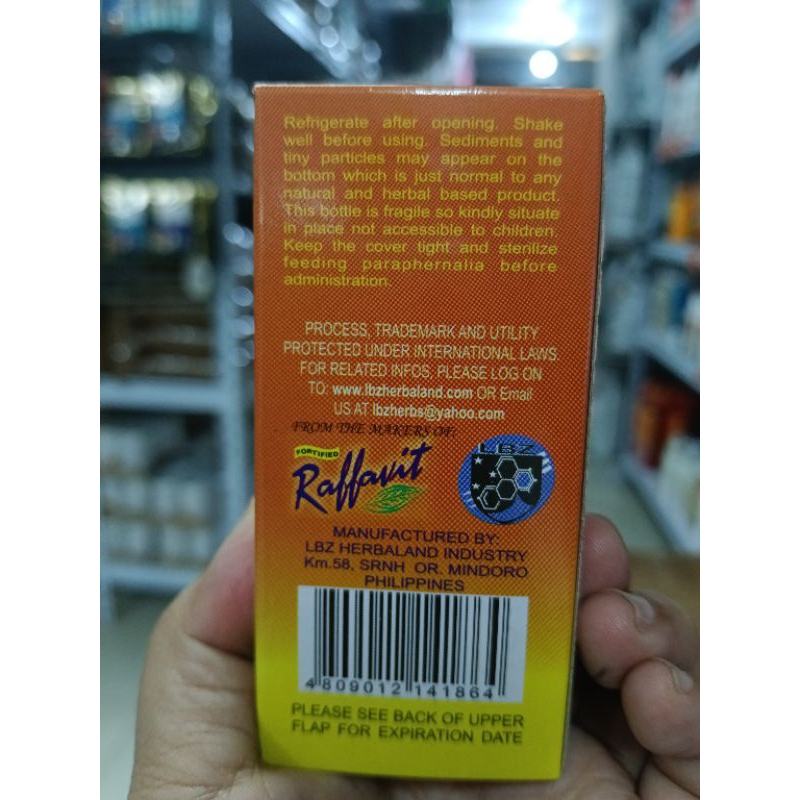 Refrigerate after opening. Shake
well before using. Sediments and
tiny particles may appear on the
bottom which is just normal to any
natural and herbal based product.
This bottle is fragile so kindly situate
in place not accessible to children.
Keep the cover tight and sterilize
feeding paraphernalia before
administration.
PROCESS, TRADEMARK AND UTILITY
PROTECTED UNDER INTERNATIONAL LAWS.
FOR RELATED INFOS, PLEASE LOG ON
TO: www.lbzherbaland.com OR Email
US AT lbzherbs@yahoo.com
FROM THE MAKERS OF:
FORTIFIED
Raffavit
LBZ
MANUFACTURED BY:
LBZ HERBALAND INDUSTRY
Km.58, SRNH OR. MINDORO
PHILIPPINES
4809012141864
PLEASE SEE BACK OF UPPER
FLAP FOR EXPIRATION DATE